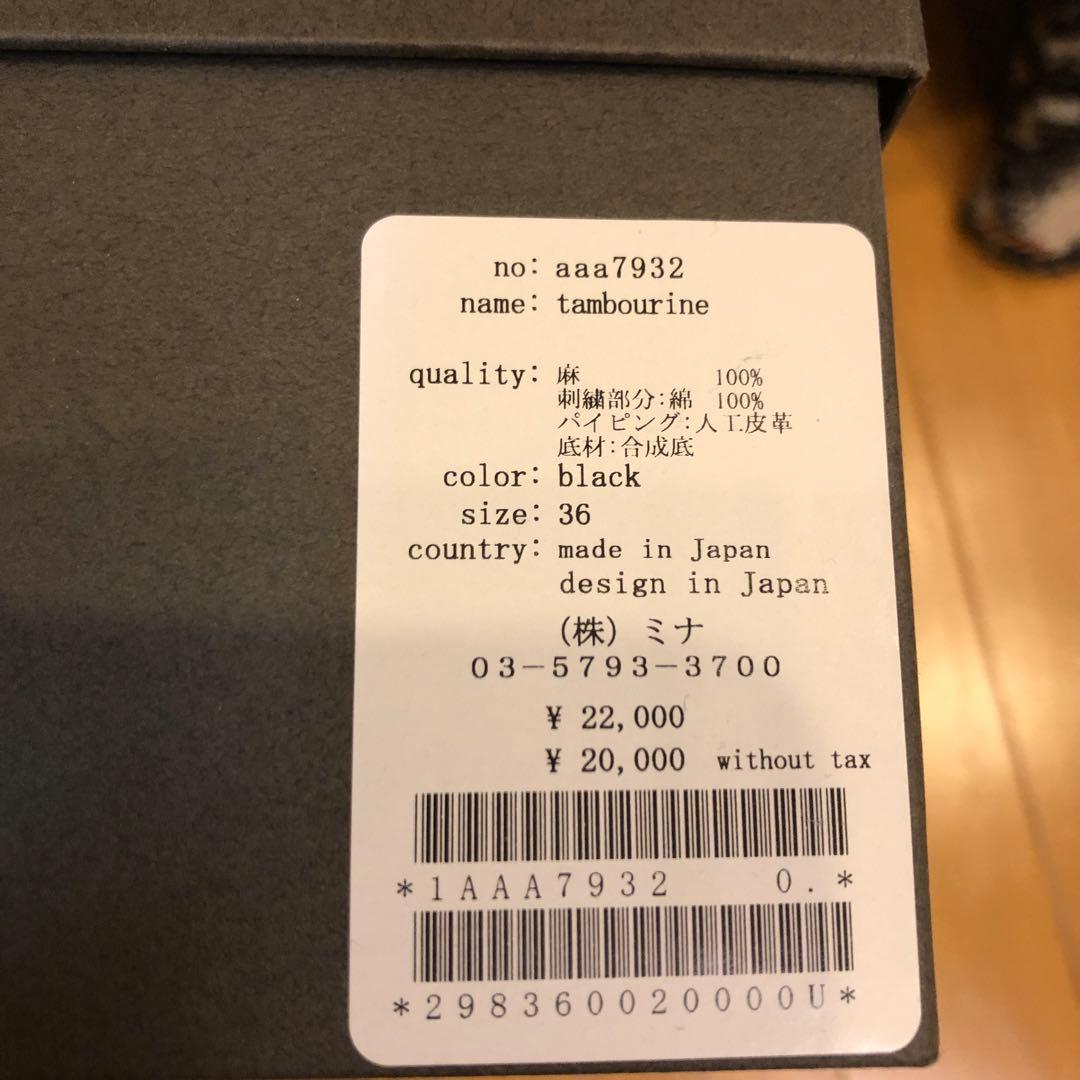 no: aaa7932
name: tambourine
quality: 麻 100%
刺繍部分:綿 100%
パイピング:人工皮革
底材:合成底
color: black
size: 36
country: made in Japan
design in Japan
(株) ミナ
03-5793-3700
¥ 22,000
¥ 20,000 without tax
*1AAA7932 0.*
*298360020000U*